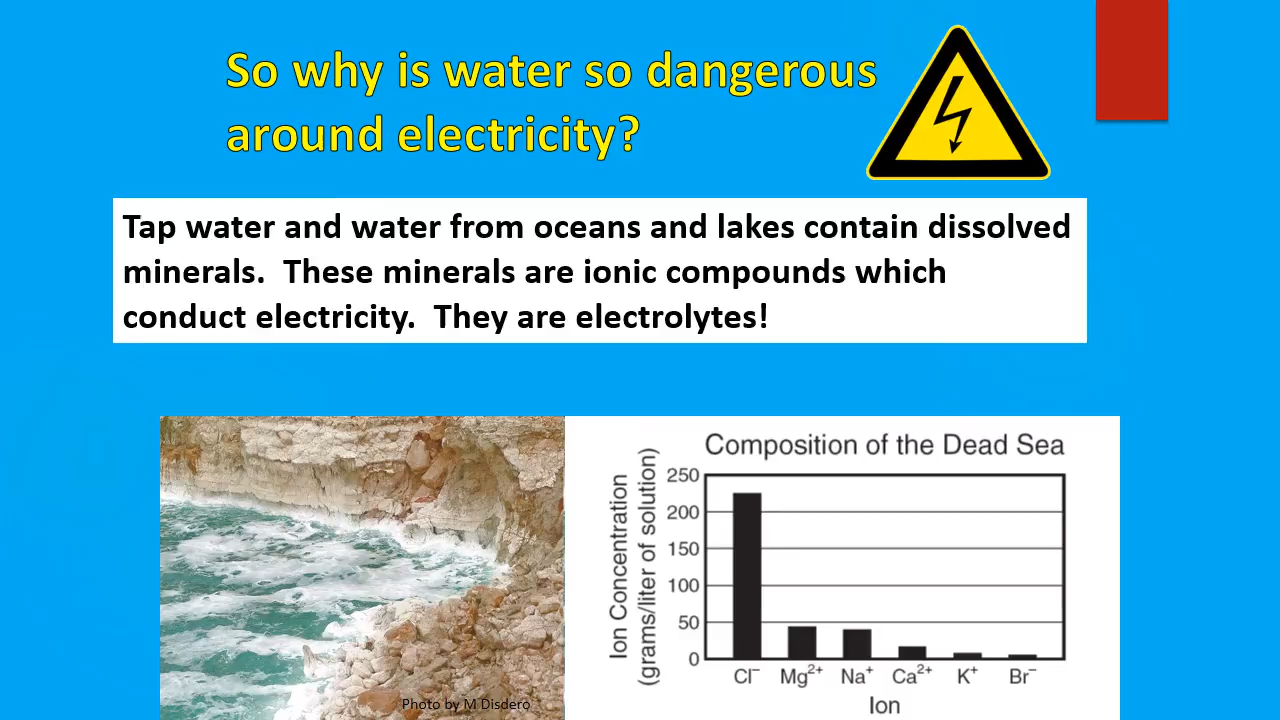 So why is water so dangerous
around electricity?
Tap water and water from oceans and lakes contain dissolved
minerals.  These minerals are ionic compounds which
conduct electricity.  They are electrolytes!
Photo by M Disdero
Composition of the Dead Sea
Ion Concentration
(grams/liter of solution)
250
200
150
100
50
0
Cl⁻ Mg²⁺ Na⁺ Ca²⁺ K⁺ Br⁻
Ion